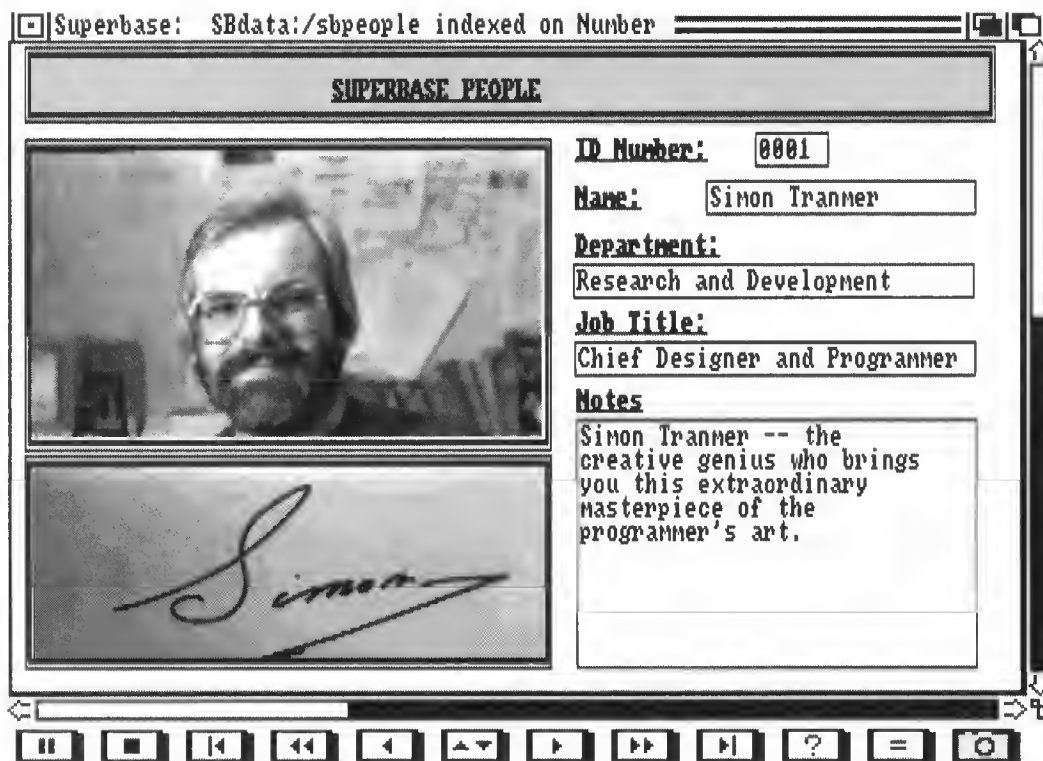 Superbase: SBdata:/sbpeople indexed on Number
SUPERBASE PEOPLE
ID Number: 0001
Name: Simon Tranmer
Department:
Research and Development
Job Title:
Chief Designer and Programmer
Notes
Simon Tranmer -- the
creative genius who brings
you this extraordinary
masterpiece of the
programmer's art.
Simon
? =